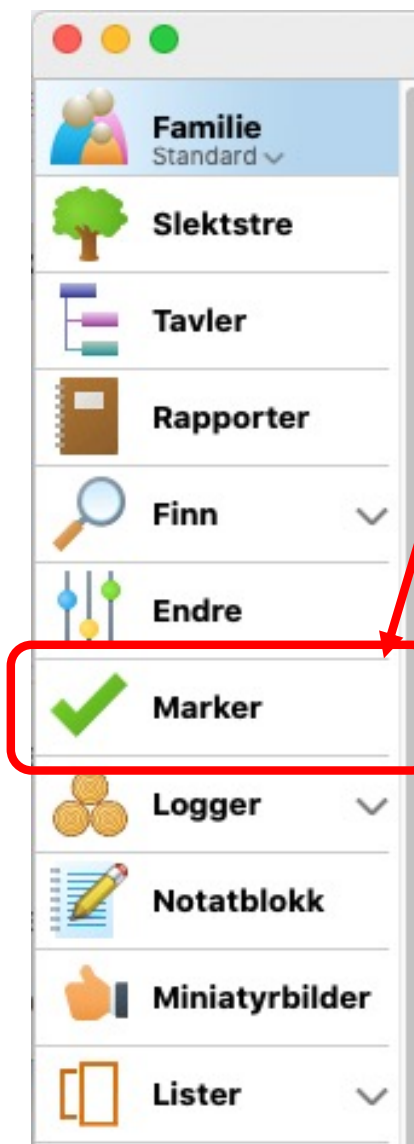 Familie
Standard
Slektstre
Tavler
Rapporter
Finn
Endre
Marker
Logger
Notatblokk
Miniatyrbilder
Lister